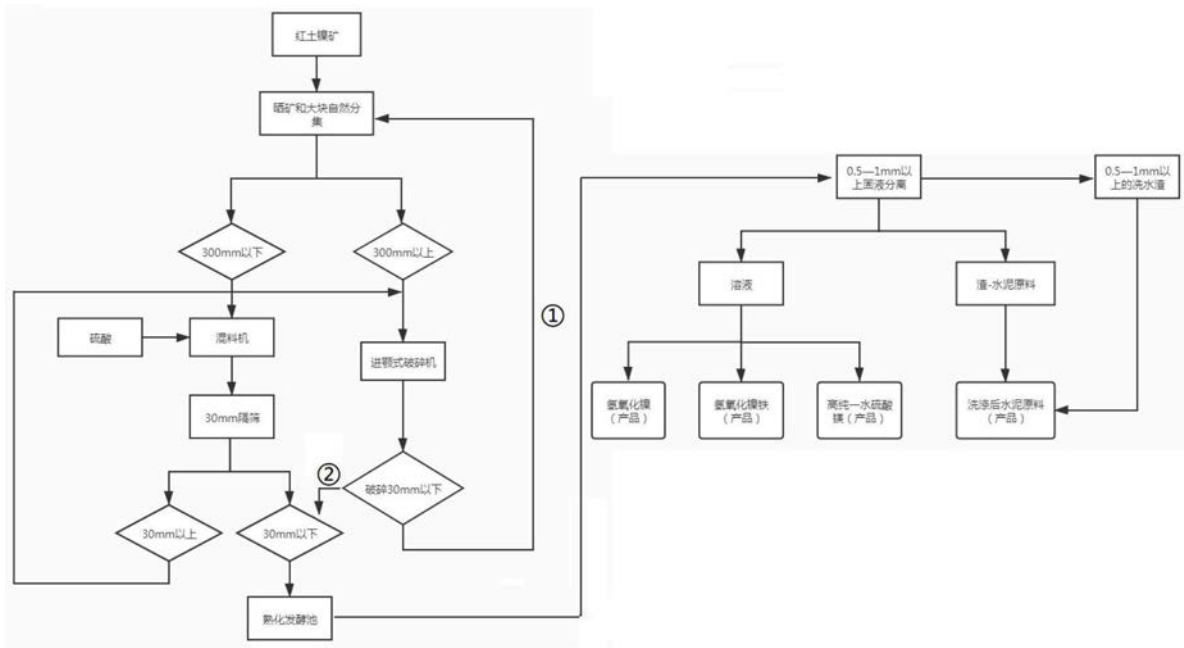 红土镍矿
晒矿和大块自然分
集
300mm以下
300mm以上
硫酸
混料机
进颚式破碎机
30mm隔筛
①
②
破碎30mm以下
30mm以上
30mm以下
熟化发酵池
0.5—1mm以
上固液分离
0.5—1mm以
上的洗水渣
溶液
渣-水泥原料
氢氧化镍
（产品）
氢氧化镍铁
（产品）
高纯一水硫酸
镁（产品）
洗涤后水泥原料
（产品）